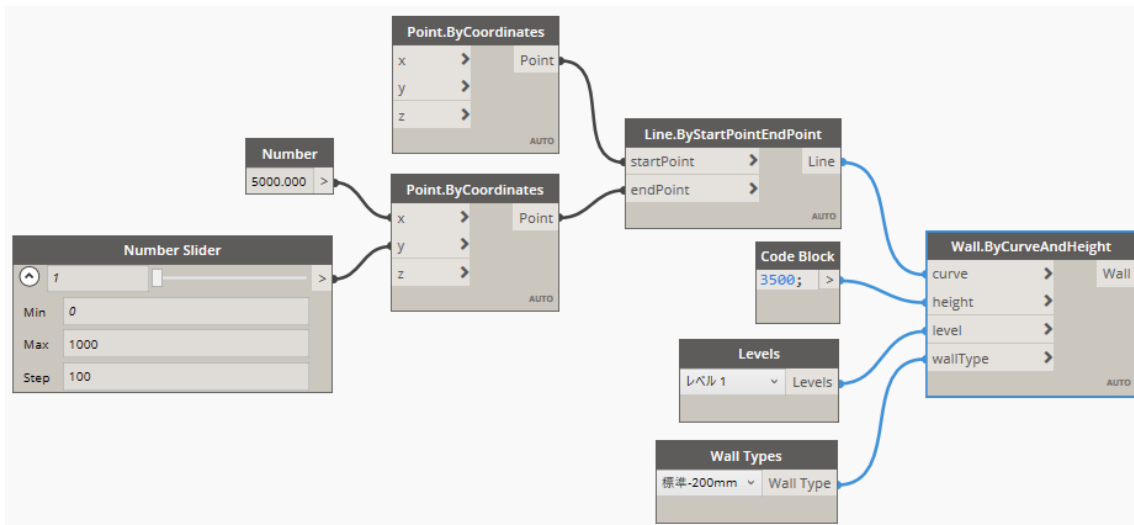 Point.ByCoordinates
x > Point
y >
z >
AUTO
Number
5000.000 >
Point.ByCoordinates
x > Point
y >
z >
AUTO
Number Slider
1 >
Min 0
Max 1000
Step 100
Line.ByStartPointEndPoint
startPoint > Line
endPoint >
AUTO
Code Block
3500; >
Levels
レベル 1 Levels
Wall Types
標準-200mm Wall Type
Wall.ByCurveAndHeight
curve > Wall
height >
level >
wallType >
AUTO